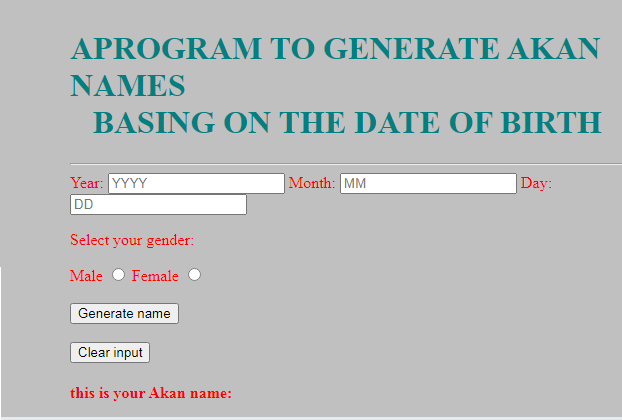 APROGRAM TO GENERATE AKAN
NAMES
BASING ON THE DATE OF BIRTH
Year: YYYY Month: MM Day:
DD
Select your gender:
Male Female
Generate name
Clear input
this is your Akan name: